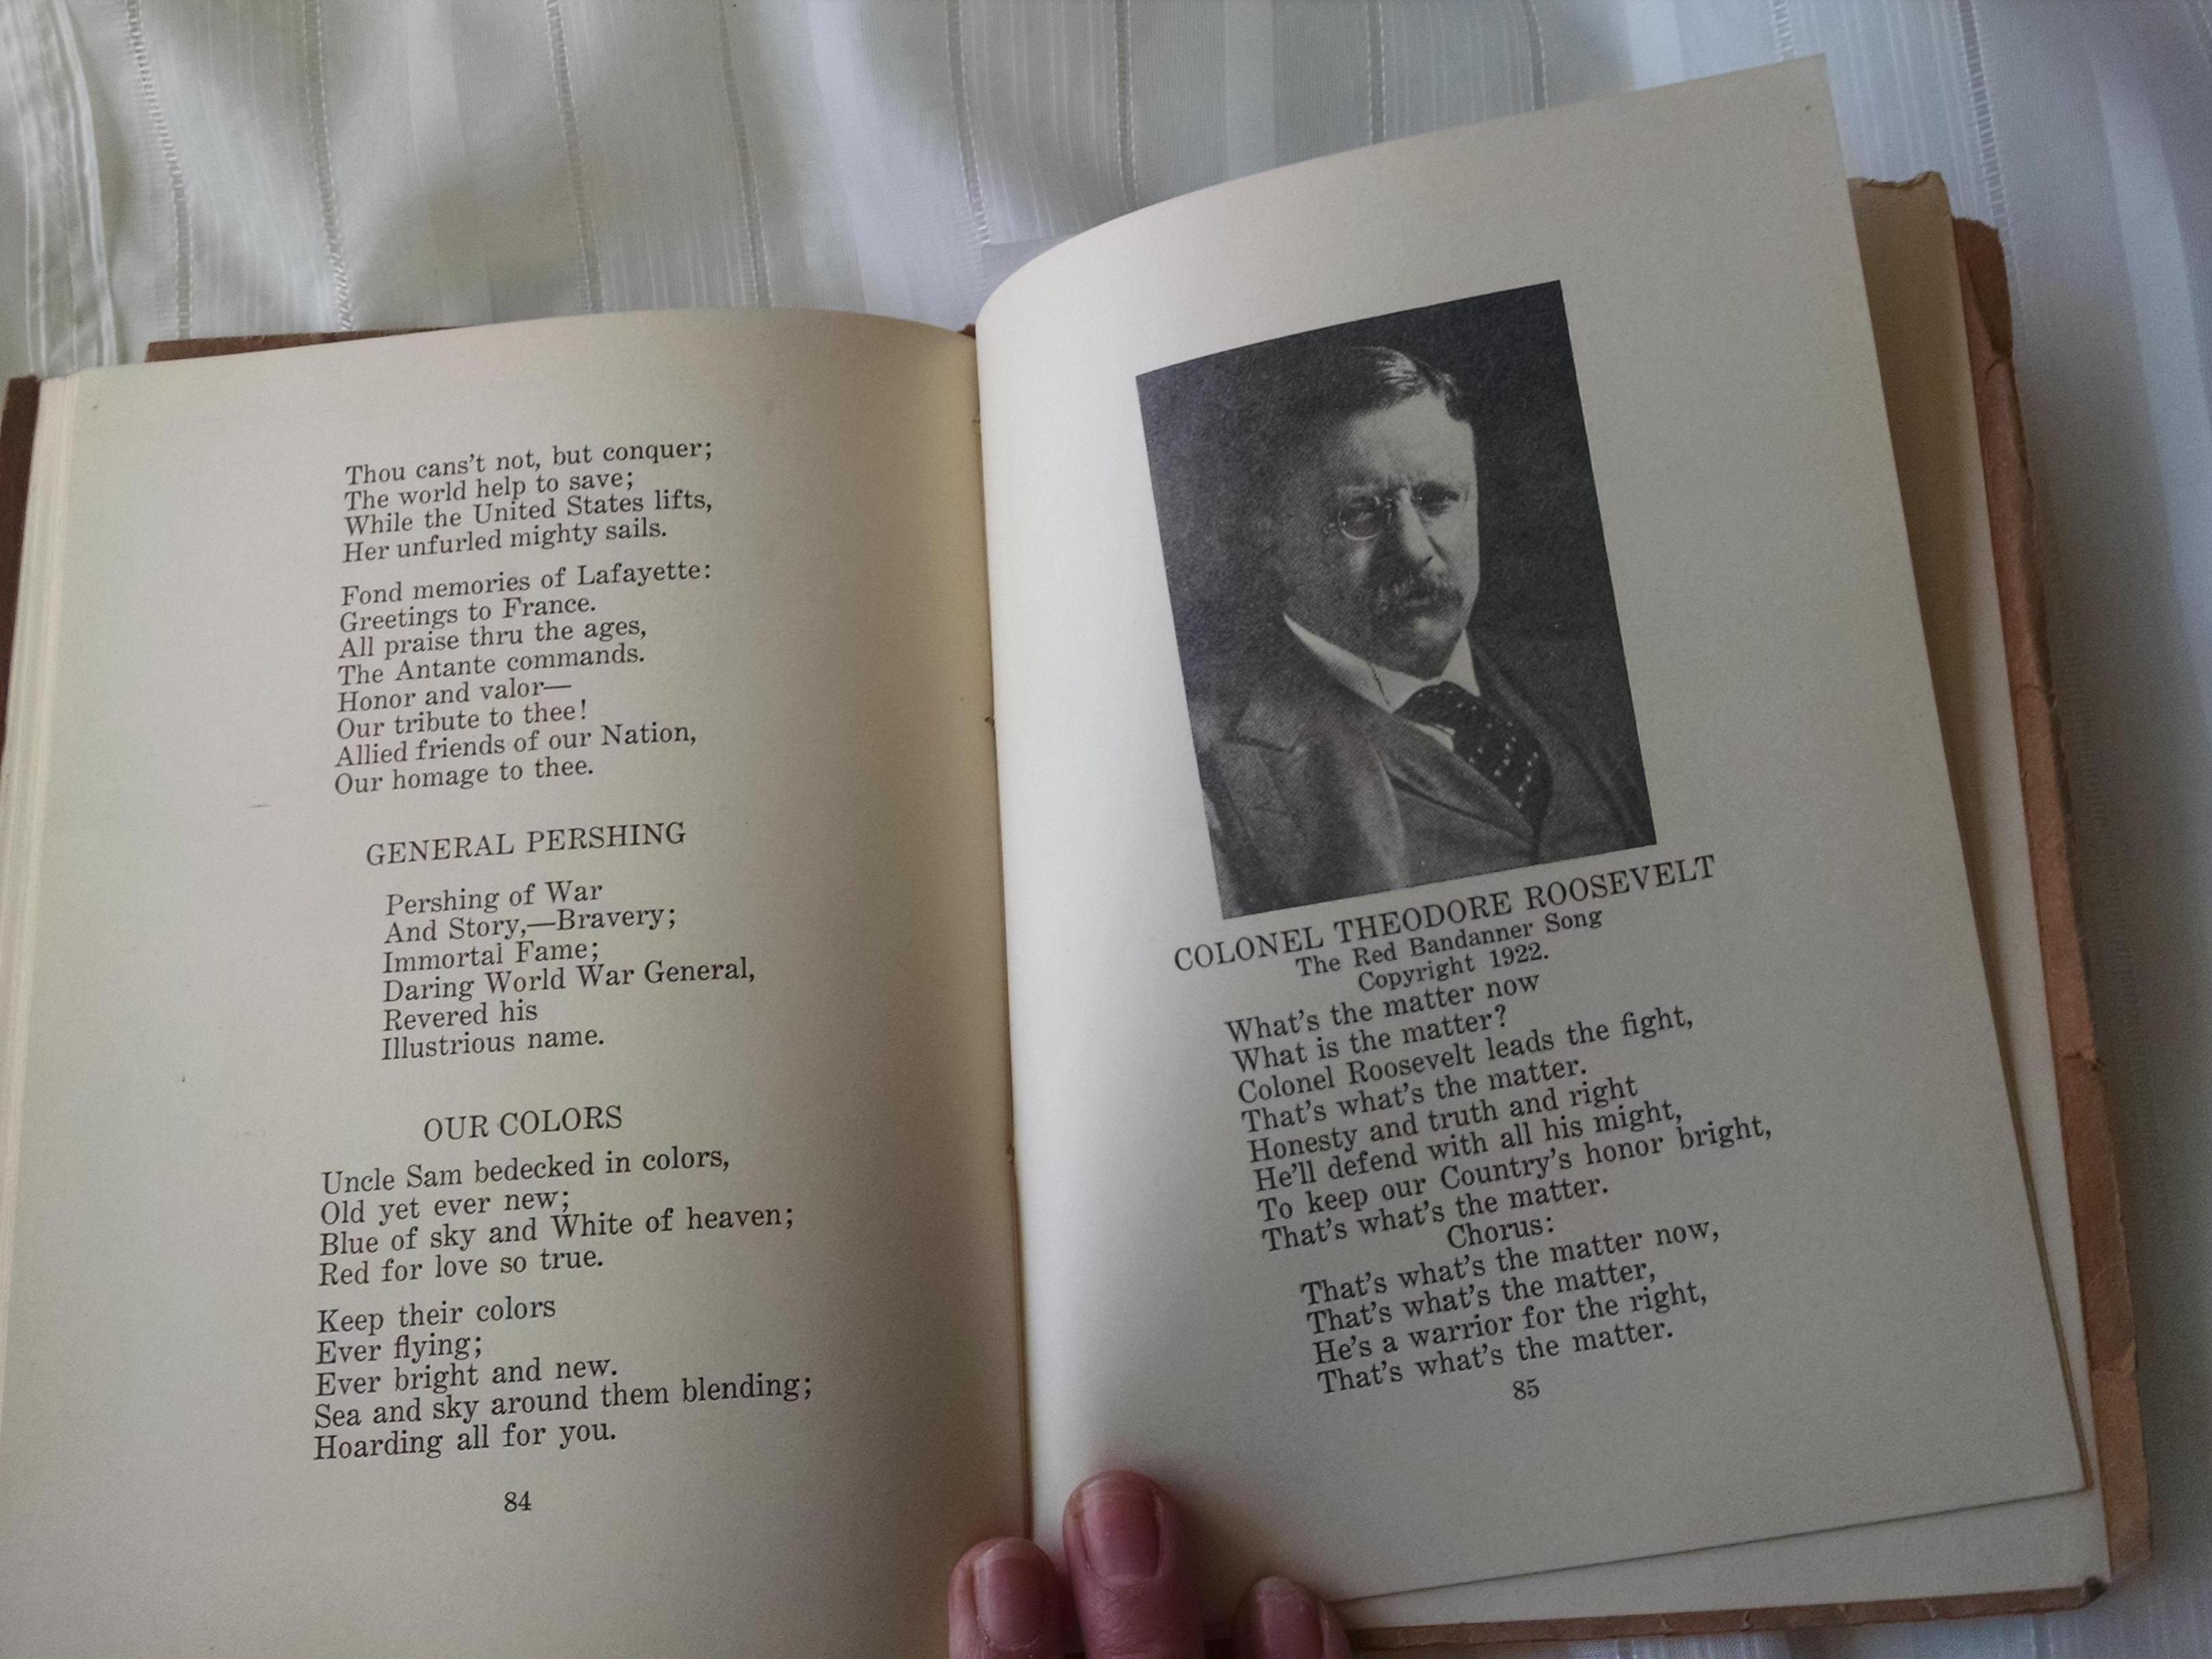 Thou cans't not, but conquer;
The world help to save;
While the United States lifts,
Her unfurled mighty sails.
Fond memories of Lafayette:
Greetings to France.
All praise thru the ages,
The Antante commands.
Honor and valor—
Our tribute to thee!
Allied friends of our Nation,
Our homage to thee.
GENERAL PERSHING
Pershing of War
And Story,—Bravery;
Immortal Fame;
Daring World War General,
Revered his
Illustrious name.
OUR COLORS
Uncle Sam bedecked in colors,
Old yet ever new;
Blue of sky and White of heaven;
Red for love so true.
Keep their colors
Ever flying;
Ever bright and new.
Sea and sky around them blending;
Hoarding all for you.
84
COLONEL THEODORE ROOSEVELT
The Red Bandanner Song
Copyright 1922.
What's the matter now
What is the matter?
Colonel Roosevelt leads the fight,
That's what's the matter.
Honesty and truth and right
He'll defend with all his might,
To keep our Country's honor bright,
That's what's the matter.
Chorus:
That's what's the matter now,
That's what's the matter,
He's a warrior for the right,
That's what's the matter.
85